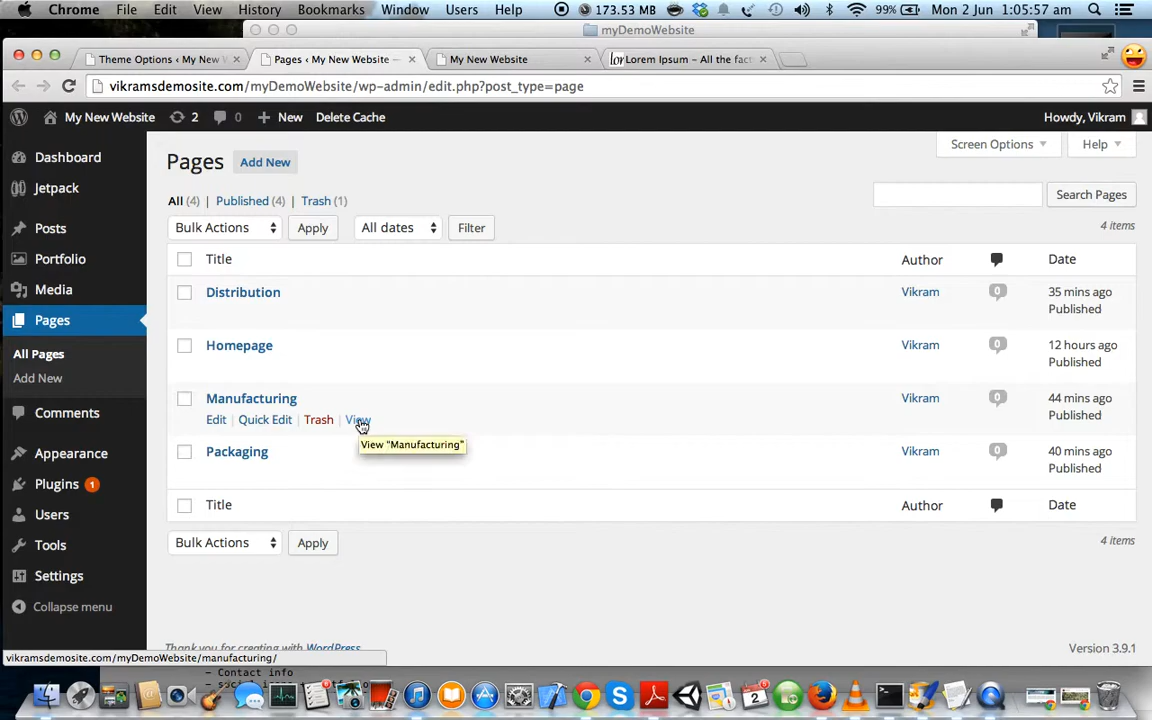 Chrome File Edit View History Bookmarks Window Users Help 173.53 MB 99% Mon 2 Jun 1:05:57 am
myDemoWebsite
Theme Options ‹ My New W Pages ‹ My New Website — My New Website Lorem Ipsum – All the fact
vikramsdemosite.com/myDemoWebsite/wp-admin/edit.php?post_type=page
My New Website 2 0 New Delete Cache Howdy, Vikram
Screen Options Help
Dashboard
Jetpack
Posts
Portfolio
Media
Pages
All Pages
Add New
Comments
Appearance
Plugins 1
Users
Tools
Settings
Collapse menu
Pages Add New
All (4) | Published (4) | Trash (1)
Search Pages
Bulk Actions Apply All dates Filter 4 items
Title Author Date
Distribution Vikram 0 35 mins ago
Published
Homepage Vikram 0 12 hours ago
Published
Manufacturing Vikram 0 44 mins ago
Edit | Quick Edit | Trash | View Published
View "Manufacturing"
Packaging Vikram 0 40 mins ago
Published
Title Author Date
Bulk Actions Apply 4 items
Thank you for creating with WordPress Version 3.9.1
vikramsdemosite.com/myDemoWebsite/manufacturing/
- Contact info